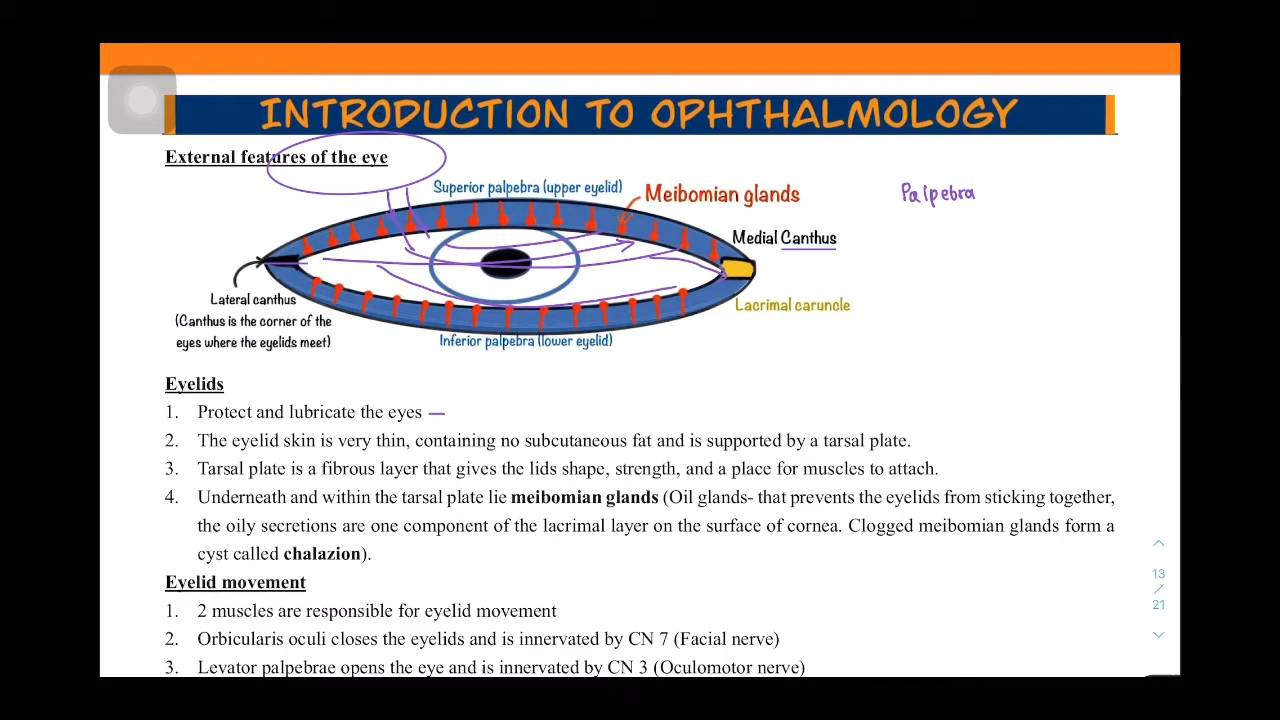 INTRODUCTION TO OPHTHALMOLOGY
External features of the eye
Superior palpebra (upper eyelid)
Meibomian glands
Palpebra
Medial Canthus
Lateral canthus
(Canthus is the corner of the
eyes where the eyelids meet)
Lacrimal caruncle
Inferior palpebra (lower eyelid)
Eyelids
1. Protect and lubricate the eyes
2. The eyelid skin is very thin, containing no subcutaneous fat and is supported by a tarsal plate.
3. Tarsal plate is a fibrous layer that gives the lids shape, strength, and a place for muscles to attach.
4. Underneath and within the tarsal plate lie meibomian glands (Oil glands- that prevents the eyelids from sticking together,
the oily secretions are one component of the lacrimal layer on the surface of cornea. Clogged meibomian glands form a
cyst called chalazion).
Eyelid movement
1. 2 muscles are responsible for eyelid movement
2. Orbicularis oculi closes the eyelids and is innervated by CN 7 (Facial nerve)
3. Levator palpebrae opens the eye and is innervated by CN 3 (Oculomotor nerve)
13
/
21